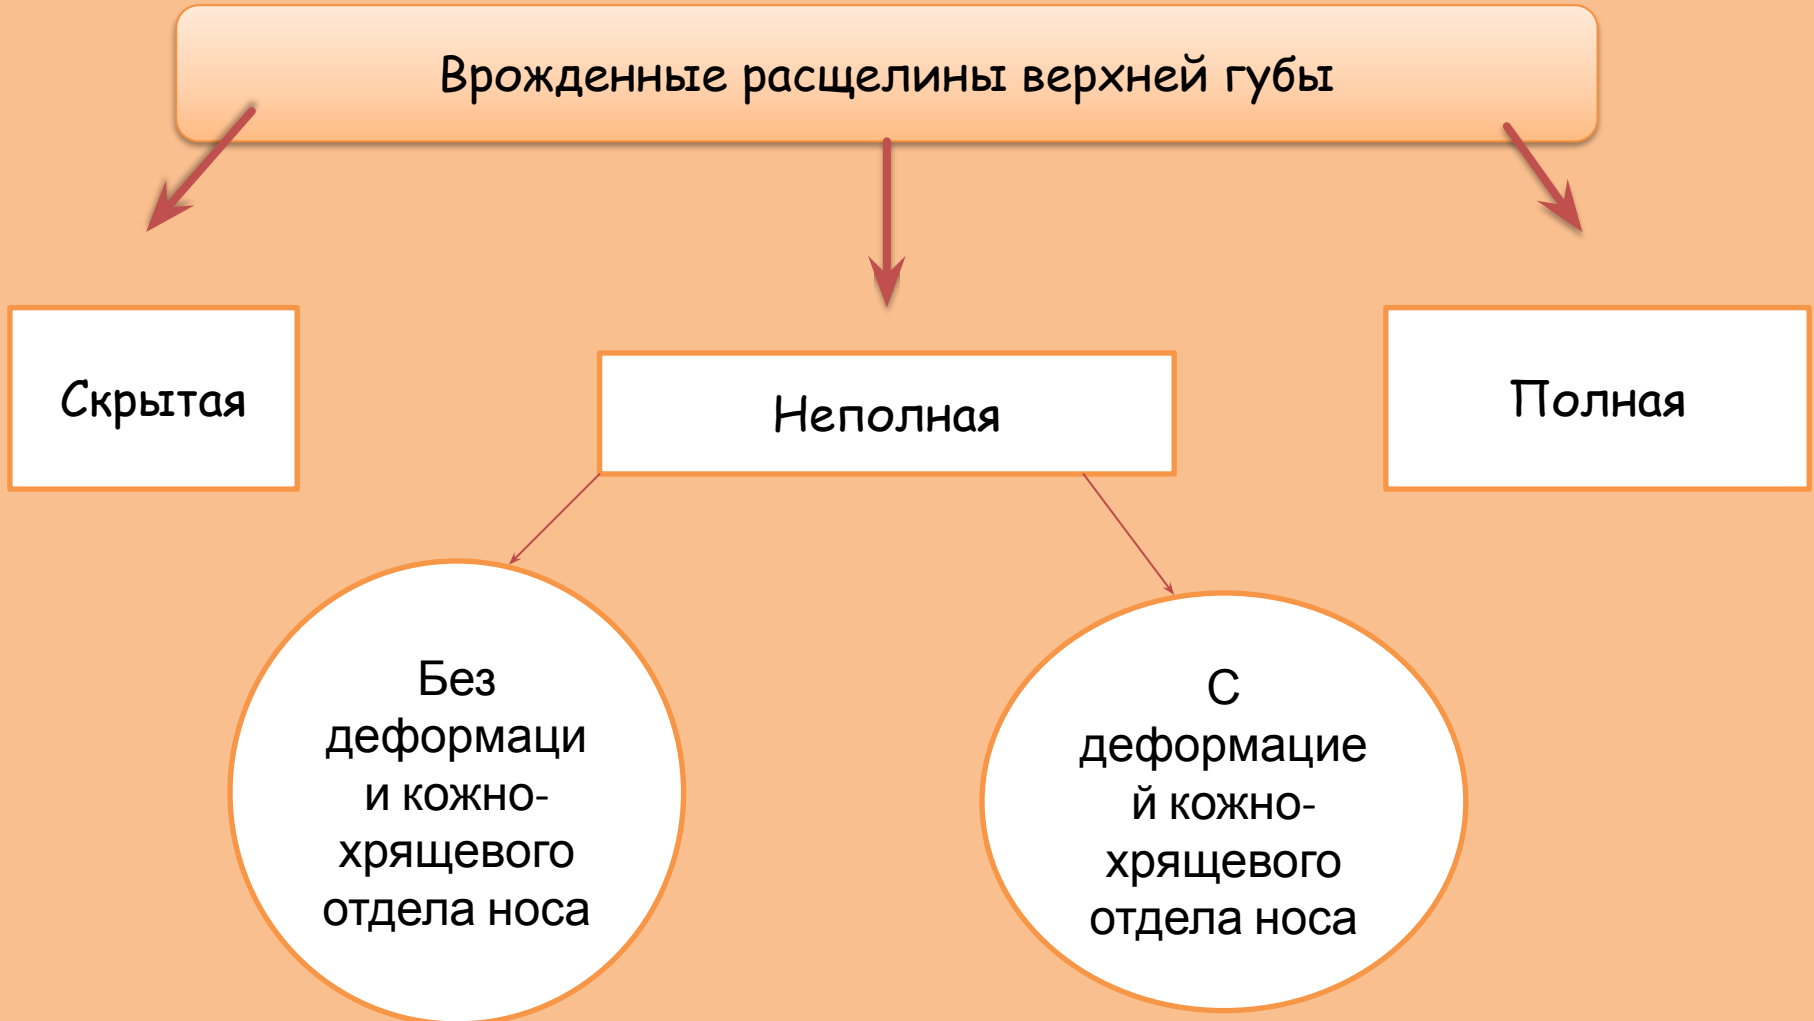 Врожденные расщелины верхней губы
Скрытая
Неполная
Полная
Без
деформаци
и кожно-
хрящевого
отдела носа
С
деформацие
й кожно-
хрящевого
отдела носа